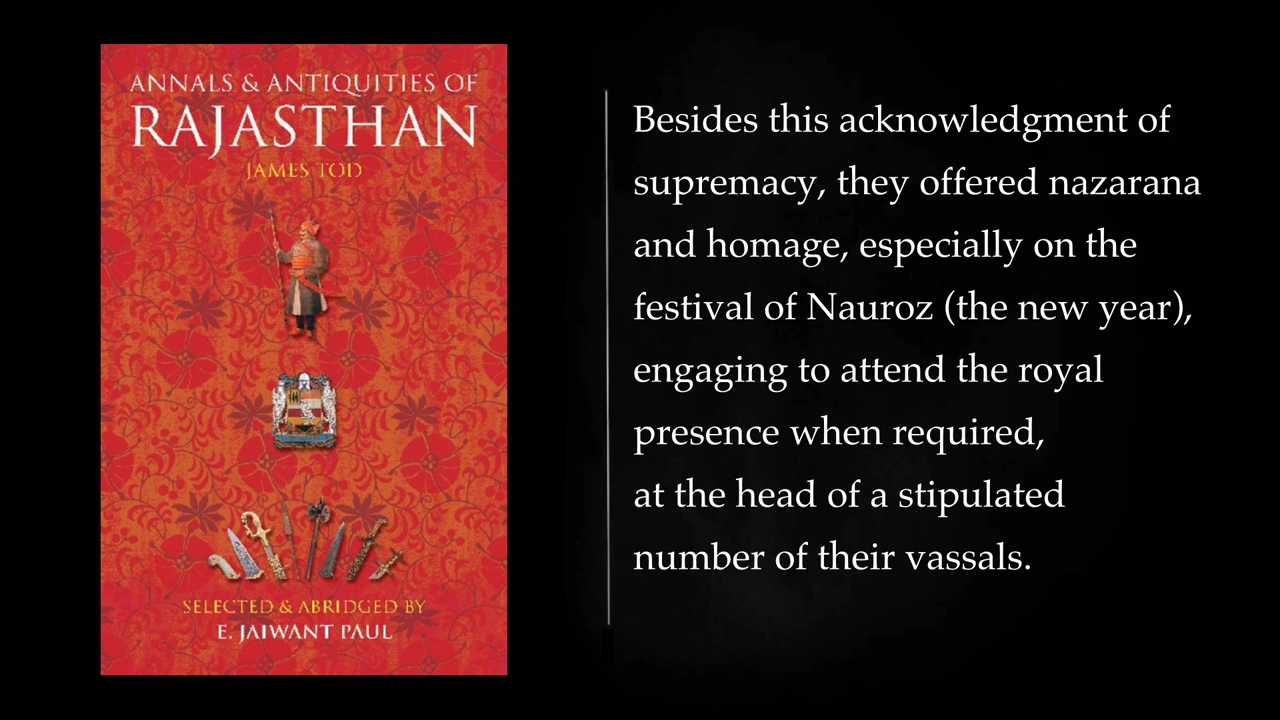 ANNALS & ANTIQUITIES OF
RAJASTHAN
JAMES TOD
SELECTED & ABRIDGED BY
E. JAIWANT PAUL
Besides this acknowledgment of
supremacy, they offered nazarana
and homage, especially on the
festival of Nauroz (the new year),
engaging to attend the royal
presence when required,
at the head of a stipulated
number of their vassals.